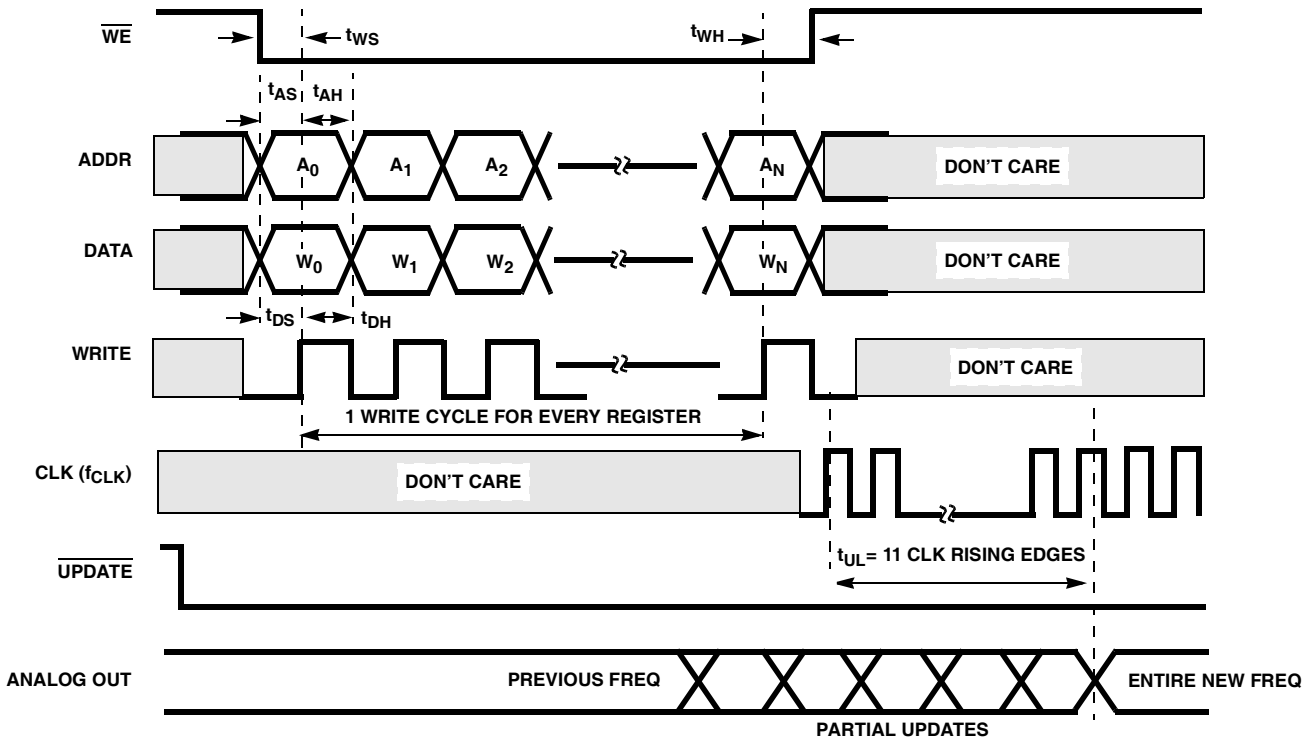 WE
tWS
tWH
tAS
tAH
ADDR
A0
A1
A2
AN
DON'T CARE
DATA
W0
W1
W2
WN
DON'T CARE
tDS
tDH
WRITE
DON'T CARE
1 WRITE CYCLE FOR EVERY REGISTER
CLK (fCLK)
DON'T CARE
tUL= 11 CLK RISING EDGES
UPDATE
ANALOG OUT
PREVIOUS FREQ
ENTIRE NEW FREQ
PARTIAL UPDATES